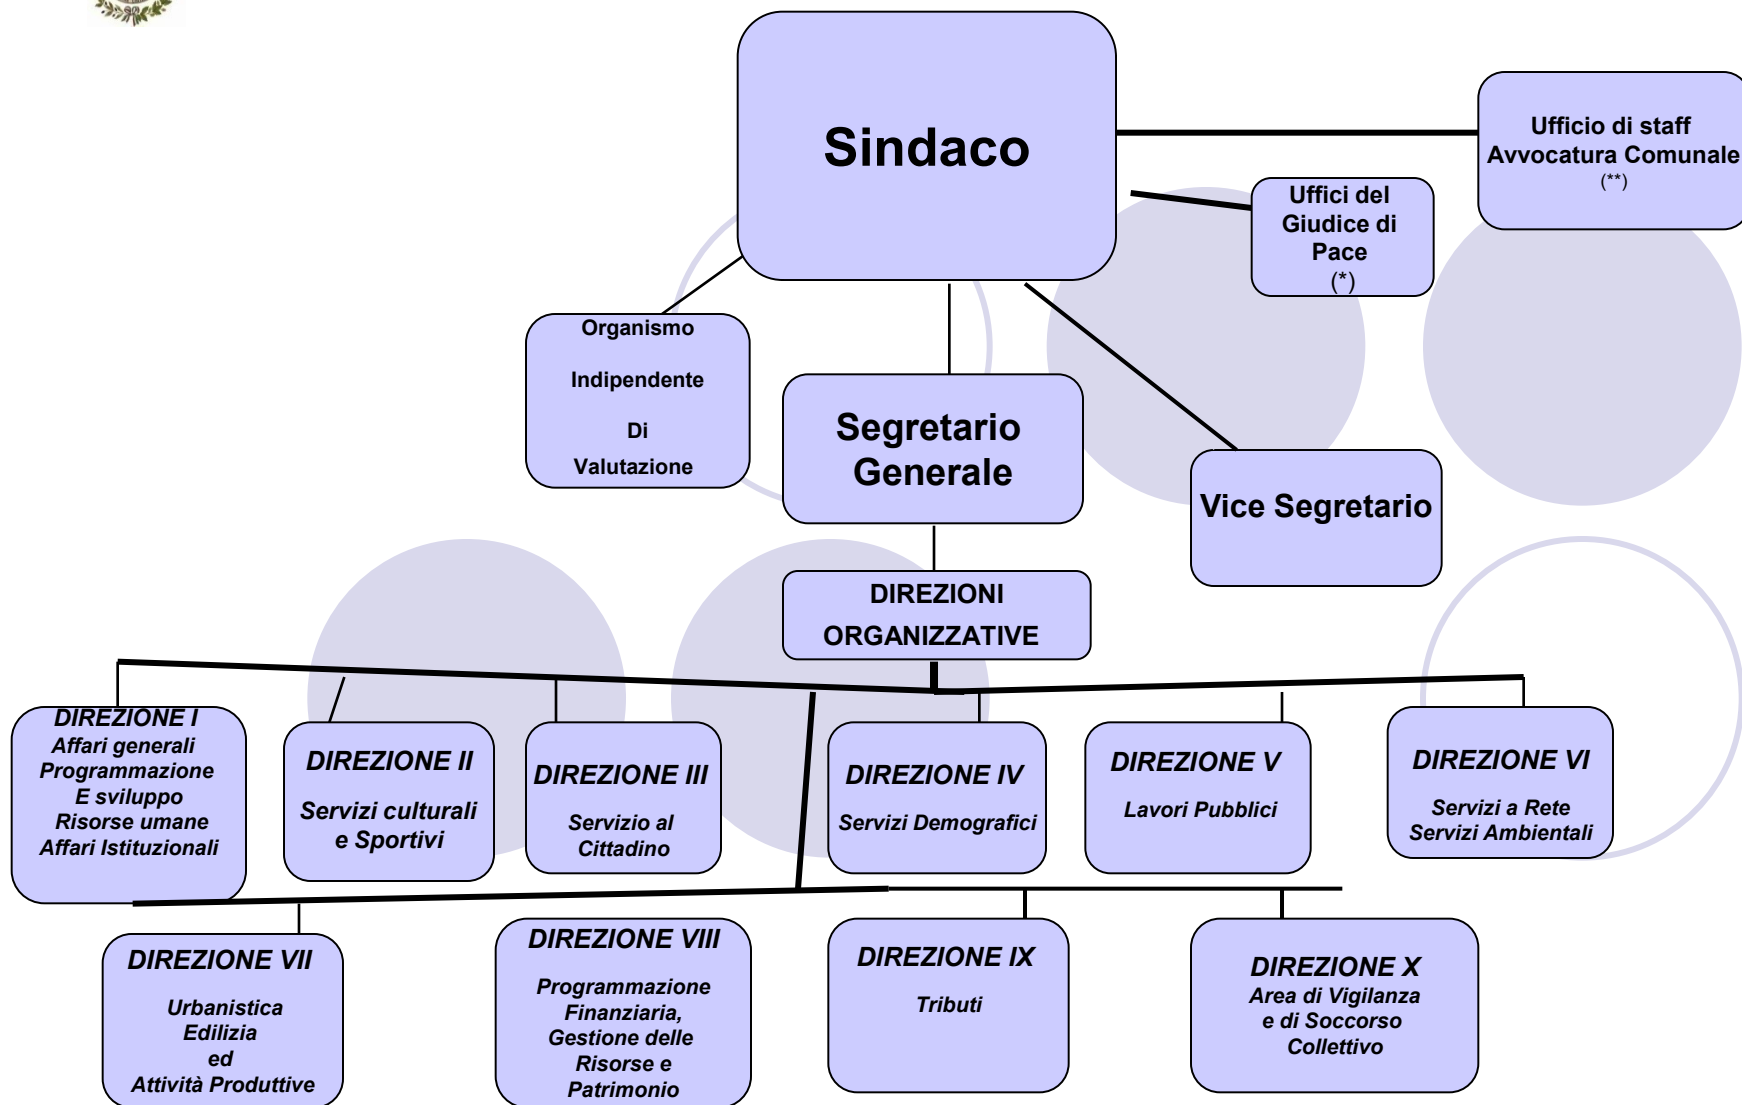 Sindaco
Ufficio di staff
Avvocatura Comunale
(**)
Uffici del
Giudice di
Pace
(*)
Organismo
Indipendente
Di
Valutazione
Segretario
Generale
Vice Segretario
DIREZIONI
ORGANIZZATIVE
DIREZIONE I
Affari generali
Programmazione
E sviluppo
Risorse umane
Affari Istituzionali
DIREZIONE II
Servizi culturali
e Sportivi
DIREZIONE III
Servizio al
Cittadino
DIREZIONE IV
Servizi Demografici
DIREZIONE V
Lavori Pubblici
DIREZIONE VI
Servizi a Rete
Servizi Ambientali
DIREZIONE VII
Urbanistica
Edilizia
ed
Attività Produttive
DIREZIONE VIII
Programmazione
Finanziaria,
Gestione delle
Risorse e
Patrimonio
DIREZIONE IX
Tributi
DIREZIONE X
Area di Vigilanza
e di Soccorso
Collettivo